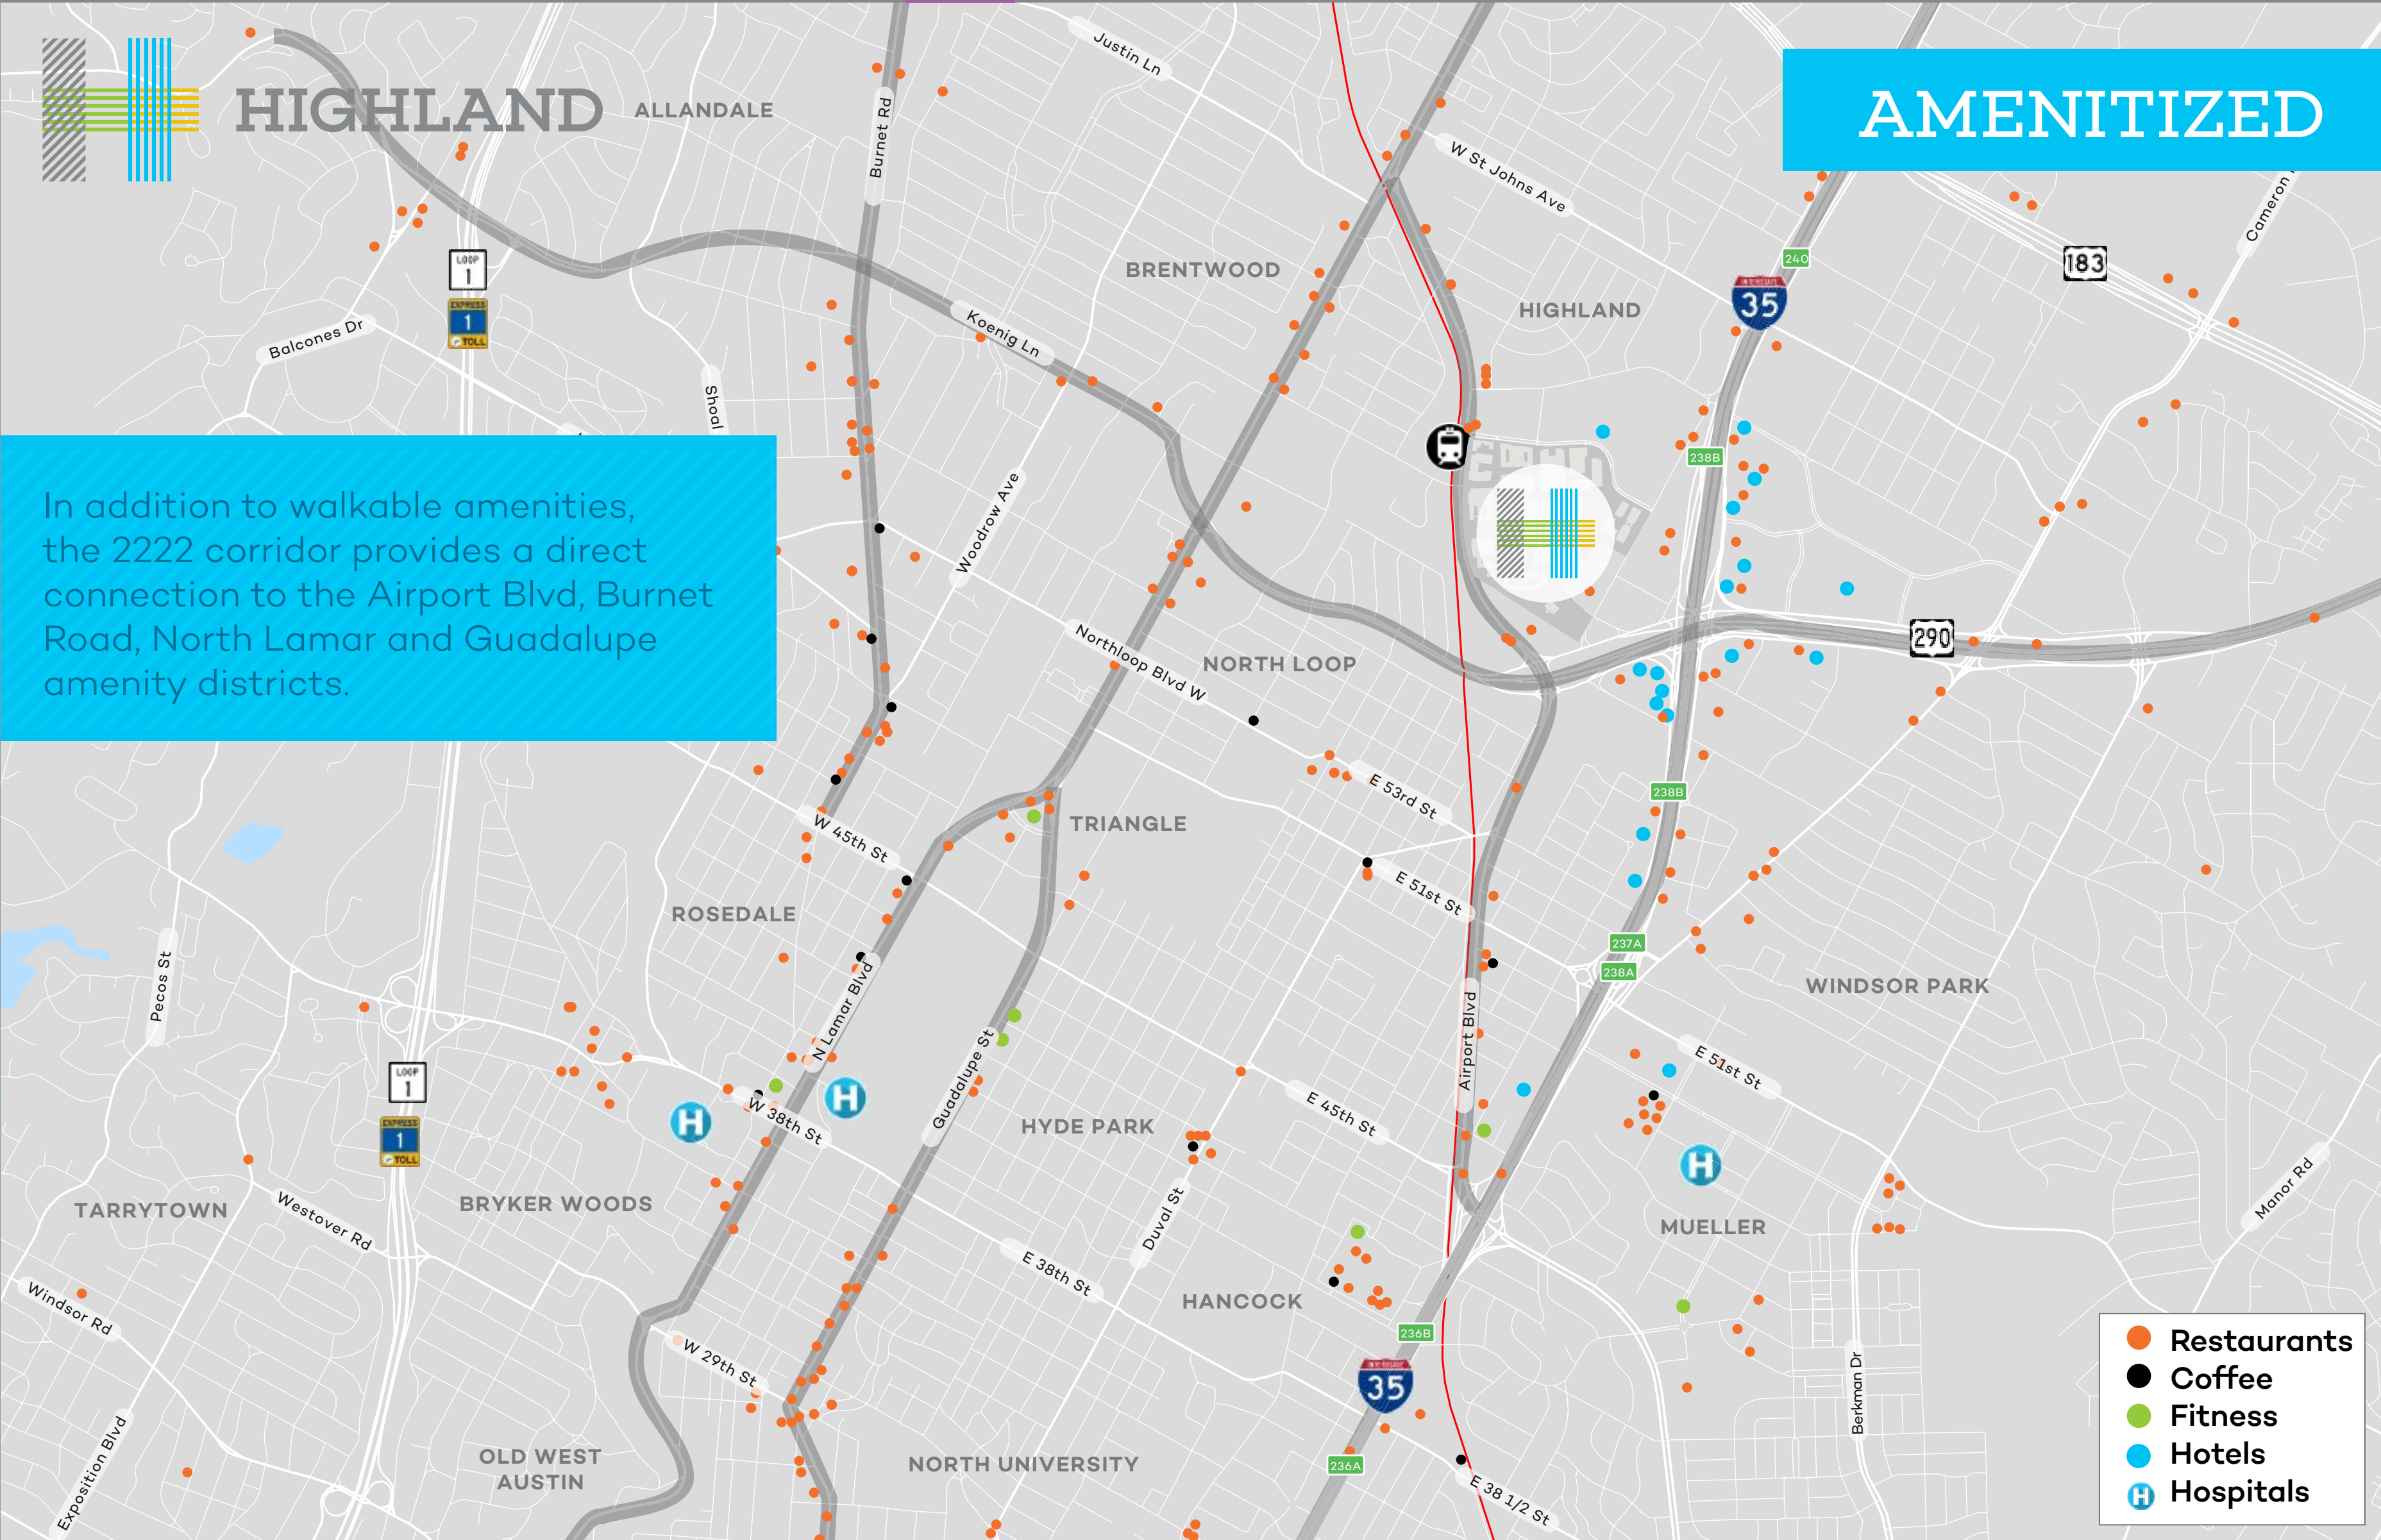 HIGHLAND
AMENITIZED
ALLANDALE
Justin Ln
Burnet Rd
W St Johns Ave
Cameron
BRENTWOOD
HIGHLAND
LOOP
1
EXPRESS
1
TOLL
240
35
183
Balcones Dr
Koenig Ln
Shoal
238B
In addition to walkable amenities,
the 2222 corridor provides a direct
connection to the Airport Blvd, Burnet
Road, North Lamar and Guadalupe
amenity districts.
Woodrow Ave
Northloop Blvd W
NORTH LOOP
290
E 53rd St
238B
W 45th St
TRIANGLE
E 51st St
ROSEDALE
237A
238A
WINDSOR PARK
Pecos St
N Lamar Blvd
Airport Blvd
Guadalupe St
E 51st St
LOOP
1
EXPRESS
1
TOLL
H
H
W 38th St
HYDE PARK
E 45th St
H
Manor Rd
TARRYTOWN
Westover Rd
BRYKER WOODS
Duval St
MUELLER
E 38th St
Windsor Rd
HANCOCK
236B
W 29th St
35
Berkman Dr
Exposition Blvd
OLD WEST
AUSTIN
NORTH UNIVERSITY
236A
E 38 1/2 St
Restaurants
Coffee
Fitness
Hotels
H Hospitals